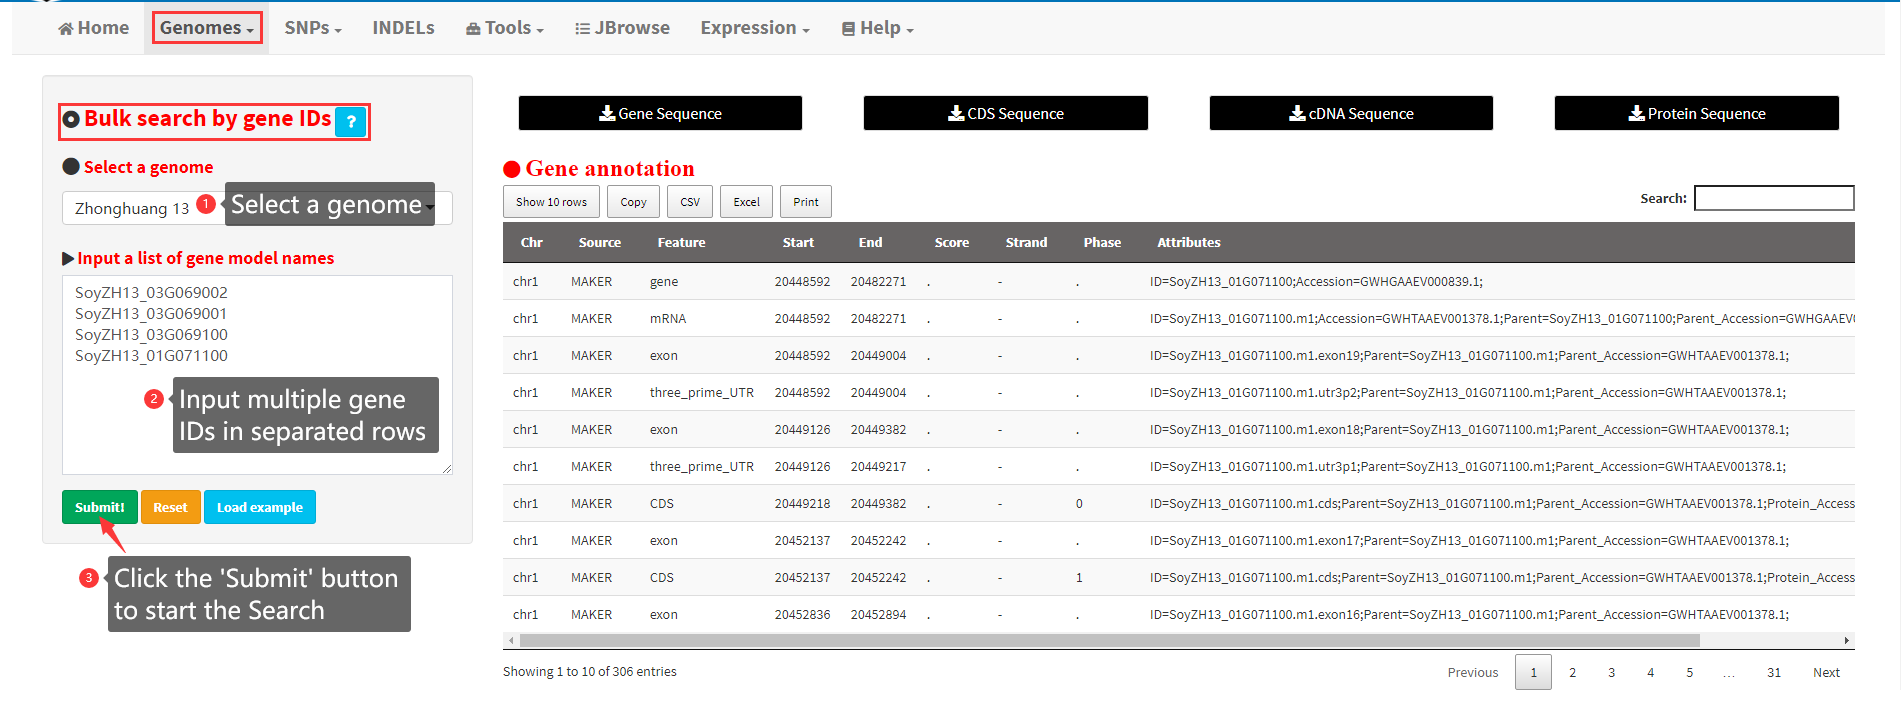 Home Genomes SNPs INDELs Tools JBrowse Expression Help
Bulk search by gene IDs ?
Select a genome
Zhonghuang 13
1 Select a genome
Input a list of gene model names
SoyZH13_03G069002
SoyZH13_03G069001
SoyZH13_03G069100
SoyZH13_01G071100
2 Input multiple gene
IDs in separated rows
Submit! Reset Load example
3 Click the 'Submit' button
to start the Search
Gene Sequence CDS Sequence cDNA Sequence Protein Sequence
Gene annotation
Show 10 rows Copy CSV Excel Print Search:
Chr Source Feature Start End Score Strand Phase Attributes
chr1 MAKER gene 20448592 20482271 . - . ID=SoyZH13_01G071100;Accession=GWHGAAEV000839.1;
chr1 MAKER mRNA 20448592 20482271 . - . ID=SoyZH13_01G071100.m1;Accession=GWHTAAEV001378.1;Parent=SoyZH13_01G071100;Parent_Accession=GWHGAAEV
chr1 MAKER exon 20448592 20449004 . - . ID=SoyZH13_01G071100.m1.exon19;Parent=SoyZH13_01G071100.m1;Parent_Accession=GWHTAAEV001378.1;
chr1 MAKER three_prime_UTR 20448592 20449004 . - . ID=SoyZH13_01G071100.m1.utr3p2;Parent=SoyZH13_01G071100.m1;Parent_Accession=GWHTAAEV001378.1;
chr1 MAKER exon 20449126 20449382 . - . ID=SoyZH13_01G071100.m1.exon18;Parent=SoyZH13_01G071100.m1;Parent_Accession=GWHTAAEV001378.1;
chr1 MAKER three_prime_UTR 20449126 20449217 . - . ID=SoyZH13_01G071100.m1.utr3p1;Parent=SoyZH13_01G071100.m1;Parent_Accession=GWHTAAEV001378.1;
chr1 MAKER CDS 20449218 20449382 . - 0 ID=SoyZH13_01G071100.m1.cds;Parent=SoyZH13_01G071100.m1;Parent_Accession=GWHTAAEV001378.1;Protein_Access
chr1 MAKER exon 20452137 20452242 . - . ID=SoyZH13_01G071100.m1.exon17;Parent=SoyZH13_01G071100.m1;Parent_Accession=GWHTAAEV001378.1;
chr1 MAKER CDS 20452137 20452242 . - 1 ID=SoyZH13_01G071100.m1.cds;Parent=SoyZH13_01G071100.m1;Parent_Accession=GWHTAAEV001378.1;Protein_Access
chr1 MAKER exon 20452836 20452894 . - . ID=SoyZH13_01G071100.m1.exon16;Parent=SoyZH13_01G071100.m1;Parent_Accession=GWHTAAEV001378.1;
Showing 1 to 10 of 306 entries Previous 1 2 3 4 5 … 31 Next